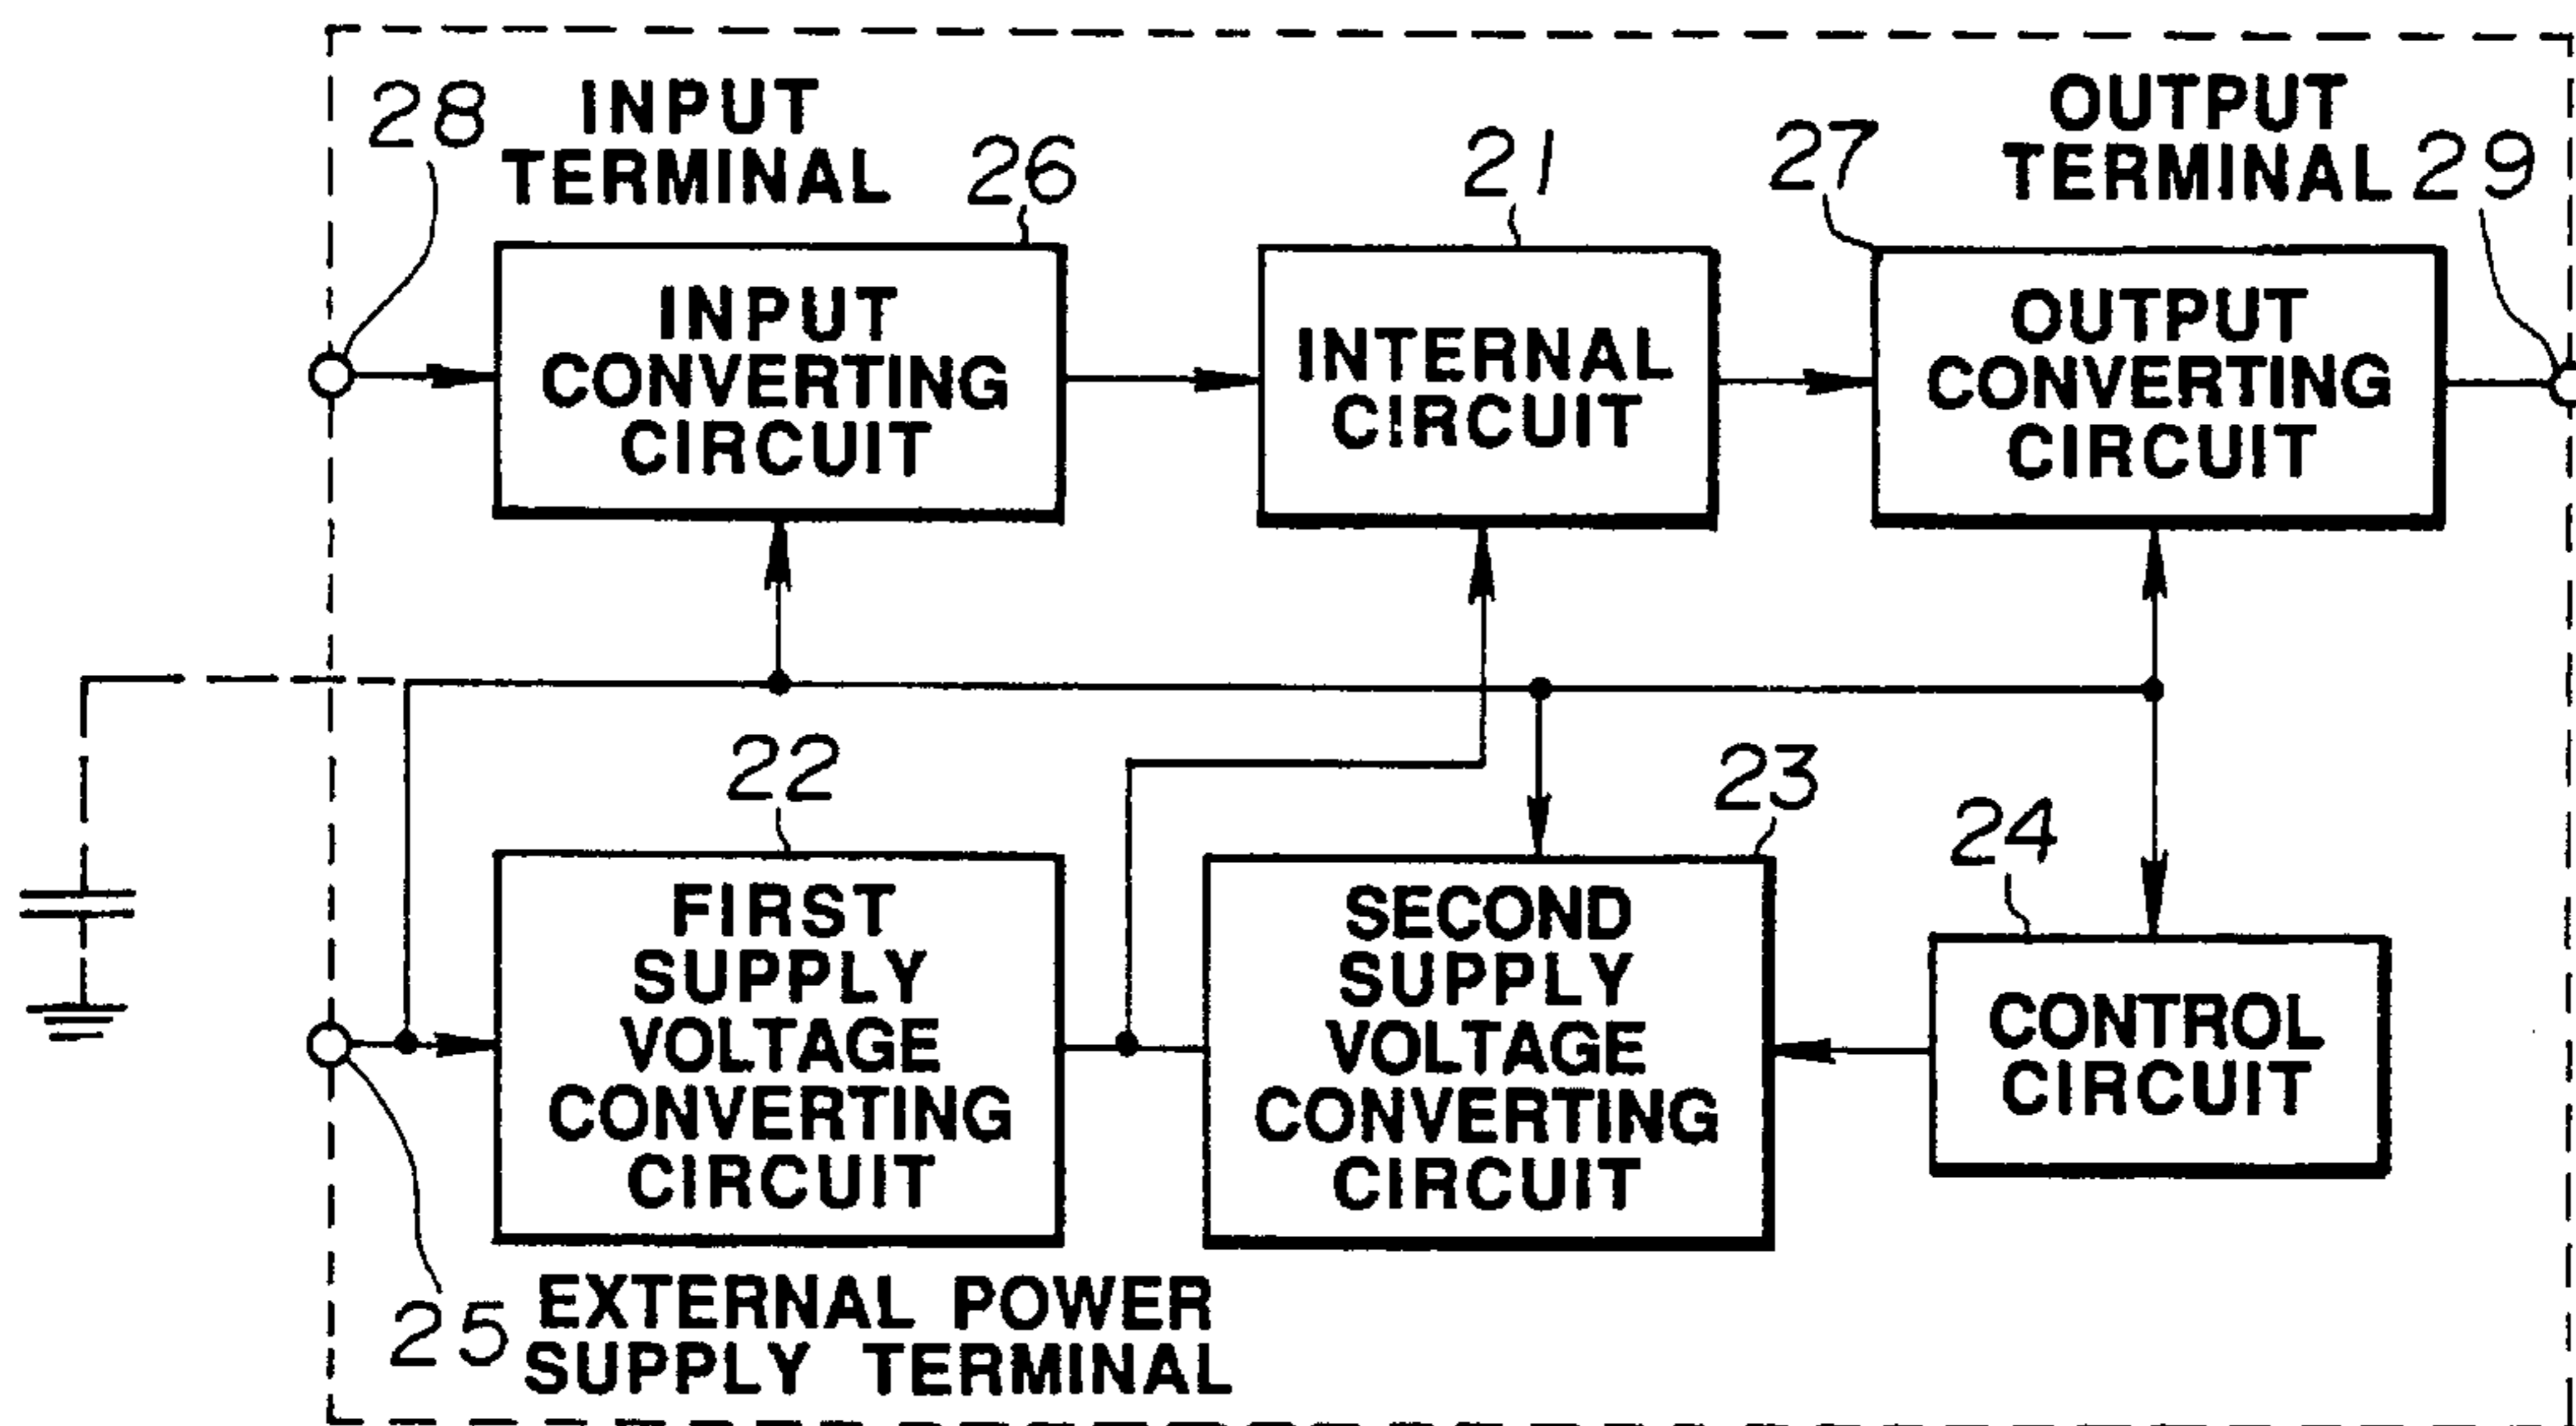 28
INPUT
TERMINAL
26
21
27
OUTPUT
TERMINAL
29
INPUT
CONVERTING
CIRCUIT
INTERNAL
CIRCUIT
OUTPUT
CONVERTING
CIRCUIT
22
23
24
FIRST
SUPPLY
VOLTAGE
CONVERTING
CIRCUIT
SECOND
SUPPLY
VOLTAGE
CONVERTING
CIRCUIT
CONTROL
CIRCUIT
25
EXTERNAL POWER
SUPPLY TERMINAL